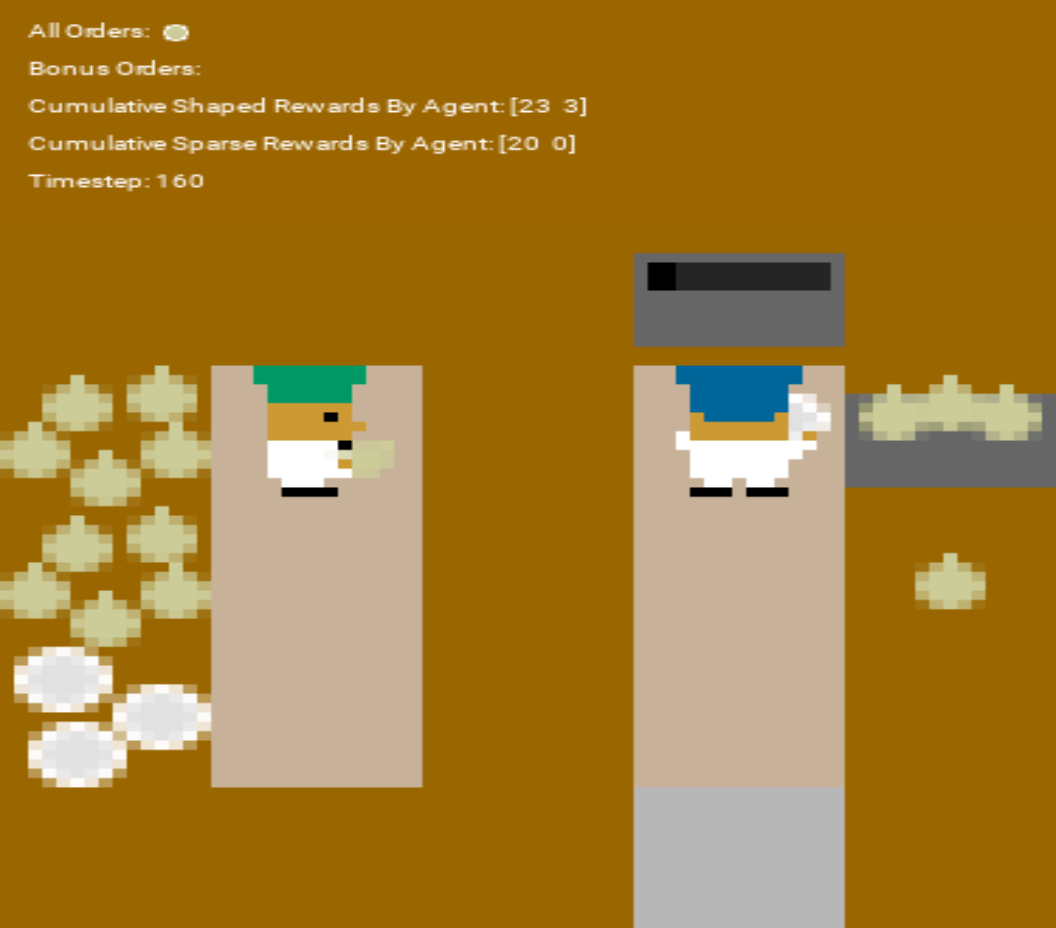 All Orders:
Bonus Orders:
Cumulative Shaped Rewards By Agent: [23 3]
Cumulative Sparse Rewards By Agent: [20 0]
Timestep: 160